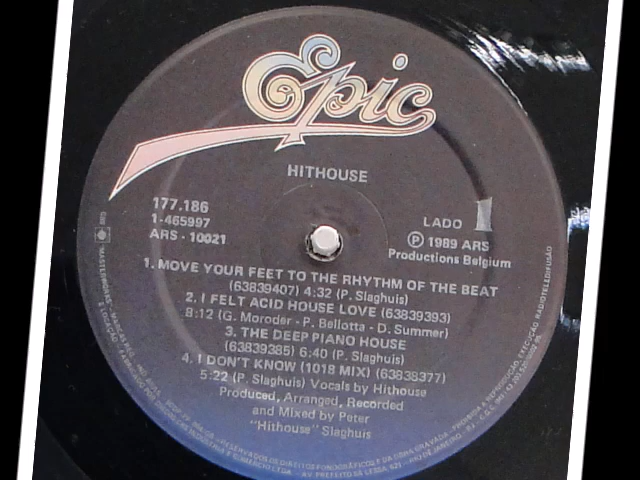 Epic
HITHOUSE
177.186
1-465997
ARS - 10021
LADO 1
Ⓟ 1989 ARS
Productions Belgium
1. MOVE YOUR FEET TO THE RHYTHM OF THE BEAT
(63839407) 4:32 (P. Slaghuis)
2. I FELT ACID HOUSE LOVE (63839393)
8:12 (G. Moroder - P. Bellotta - D. Summer)
3. THE DEEP PIANO HOUSE
(63839385) 6:40 (P. Slaghuis)
4. I DON'T KNOW (1018 MIX) (63838377)
5:22 (P. Slaghuis) Vocals by Hithouse
Produced, Arranged, Recorded
and Mixed by Peter
"Hithouse" Slaghuis